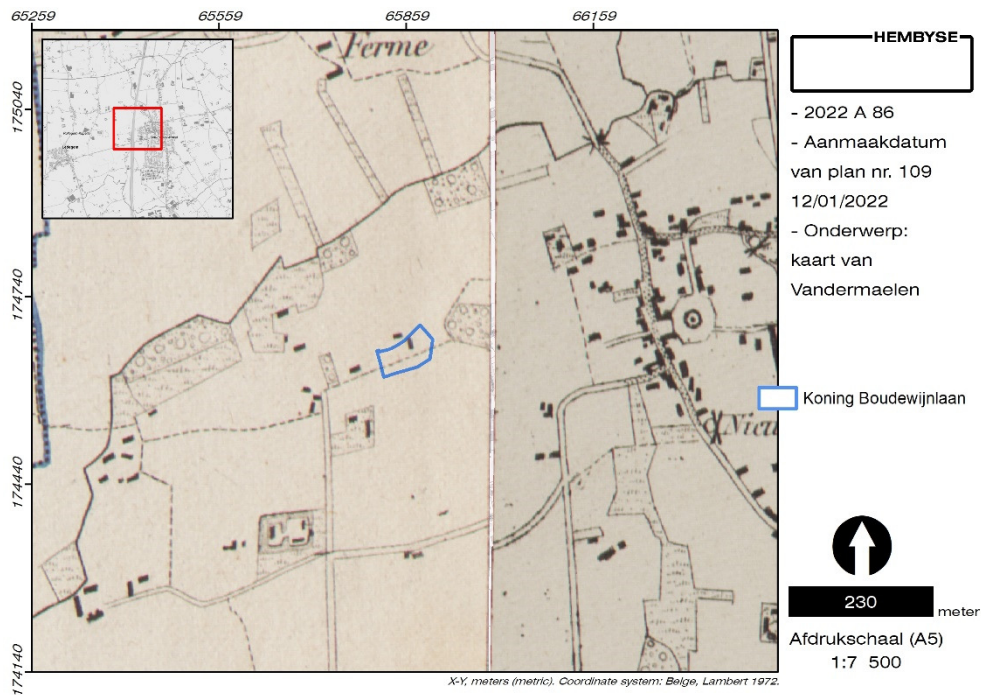 65259 65559 65859 66159
175040
174740
174440
174140
Ferme
Nieu
HEMBYSE
- 2022 A 86
- Aanmaakdatum
van plan nr. 109
12/01/2022
- Onderwerp:
kaart van
Vandermaelen
Koning Boudewijnlaan
230
meter
Afdrukschaal (A5)
1:7 500
X-Y, meters (metric). Coordinate system: Belge, Lambert 1972.